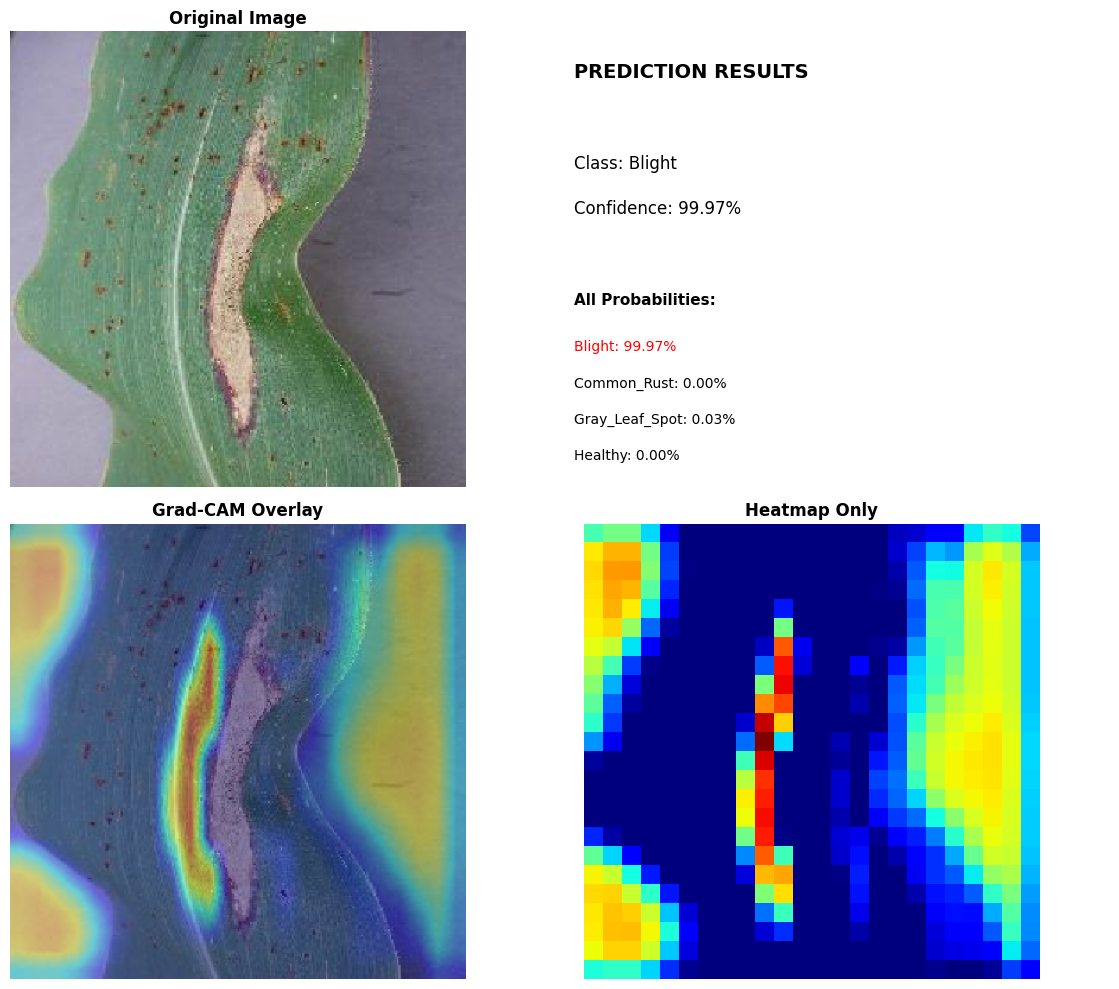 Original Image
PREDICTION RESULTS
Class: Blight
Confidence: 99.97%
All Probabilities:
Blight: 99.97%
Common_Rust: 0.00%
Gray_Leaf_Spot: 0.03%
Healthy: 0.00%
Grad-CAM Overlay
Heatmap Only